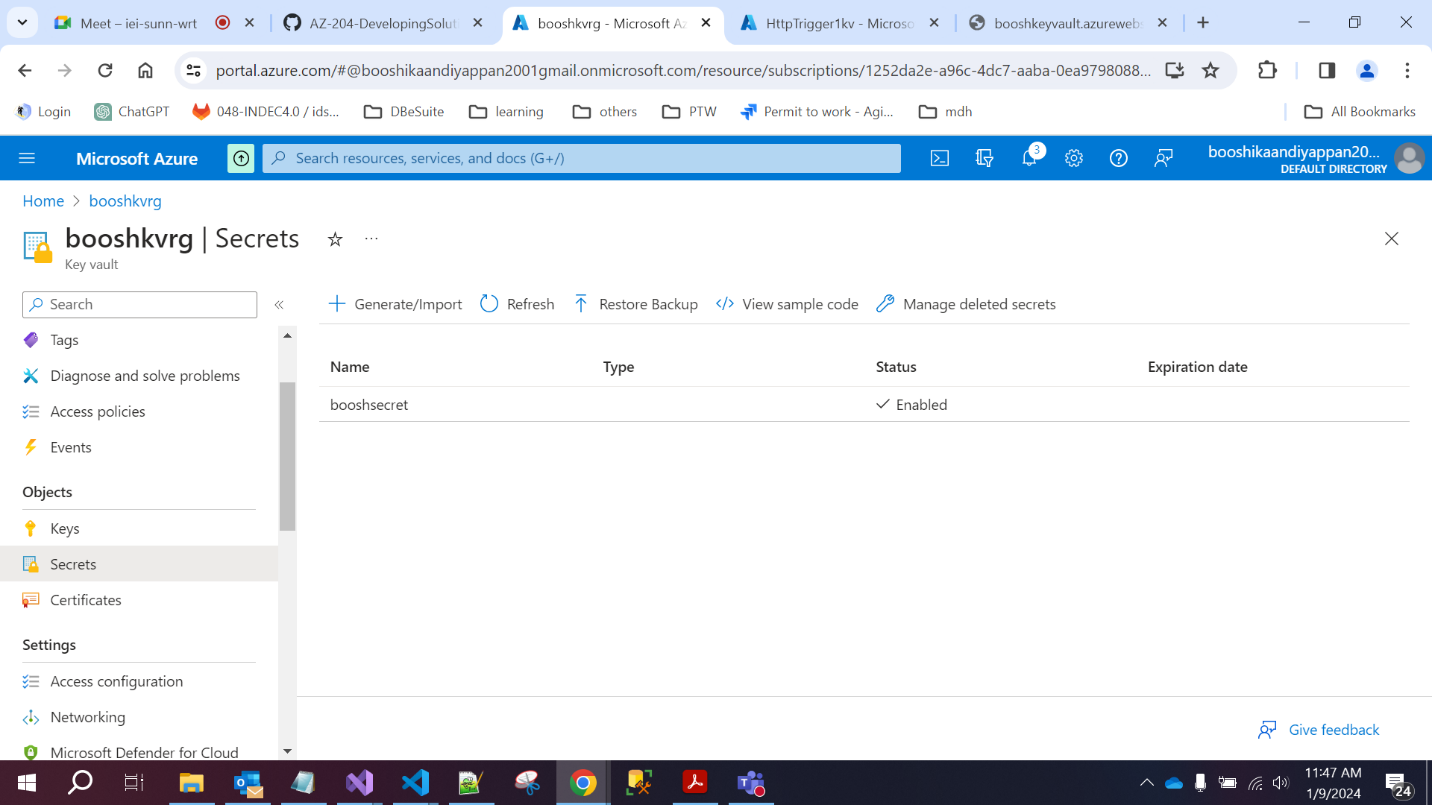 Meet – iei-sunn-wrt
AZ-204-DevelopingSoluti
booshkvrg - Microsoft Az
HttpTrigger1kv - Microso
booshkeyvault.azurewebs
portal.azure.com/#@booshikaandiyappan2001gmail.onmicrosoft.com/resource/subscriptions/1252da2e-a96c-4dc7-aaba-0ea9798088...
Login
ChatGPT
048-INDEC4.0 / ids...
DBeSuite
learning
others
PTW
Permit to work - Agi...
mdh
All Bookmarks
Microsoft Azure
Search resources, services, and docs (G+/)
3
booshikaandiyappan20...
DEFAULT DIRECTORY
Home > booshkvrg
booshkvrg | Secrets
Key vault
Search
Generate/Import
Refresh
Restore Backup
View sample code
Manage deleted secrets
Tags
Diagnose and solve problems
Access policies
Events
Objects
Keys
Secrets
Certificates
Settings
Access configuration
Networking
Microsoft Defender for Cloud
Name Type Status Expiration date
booshsecret Enabled
Give feedback
11:47 AM
1/9/2024
24